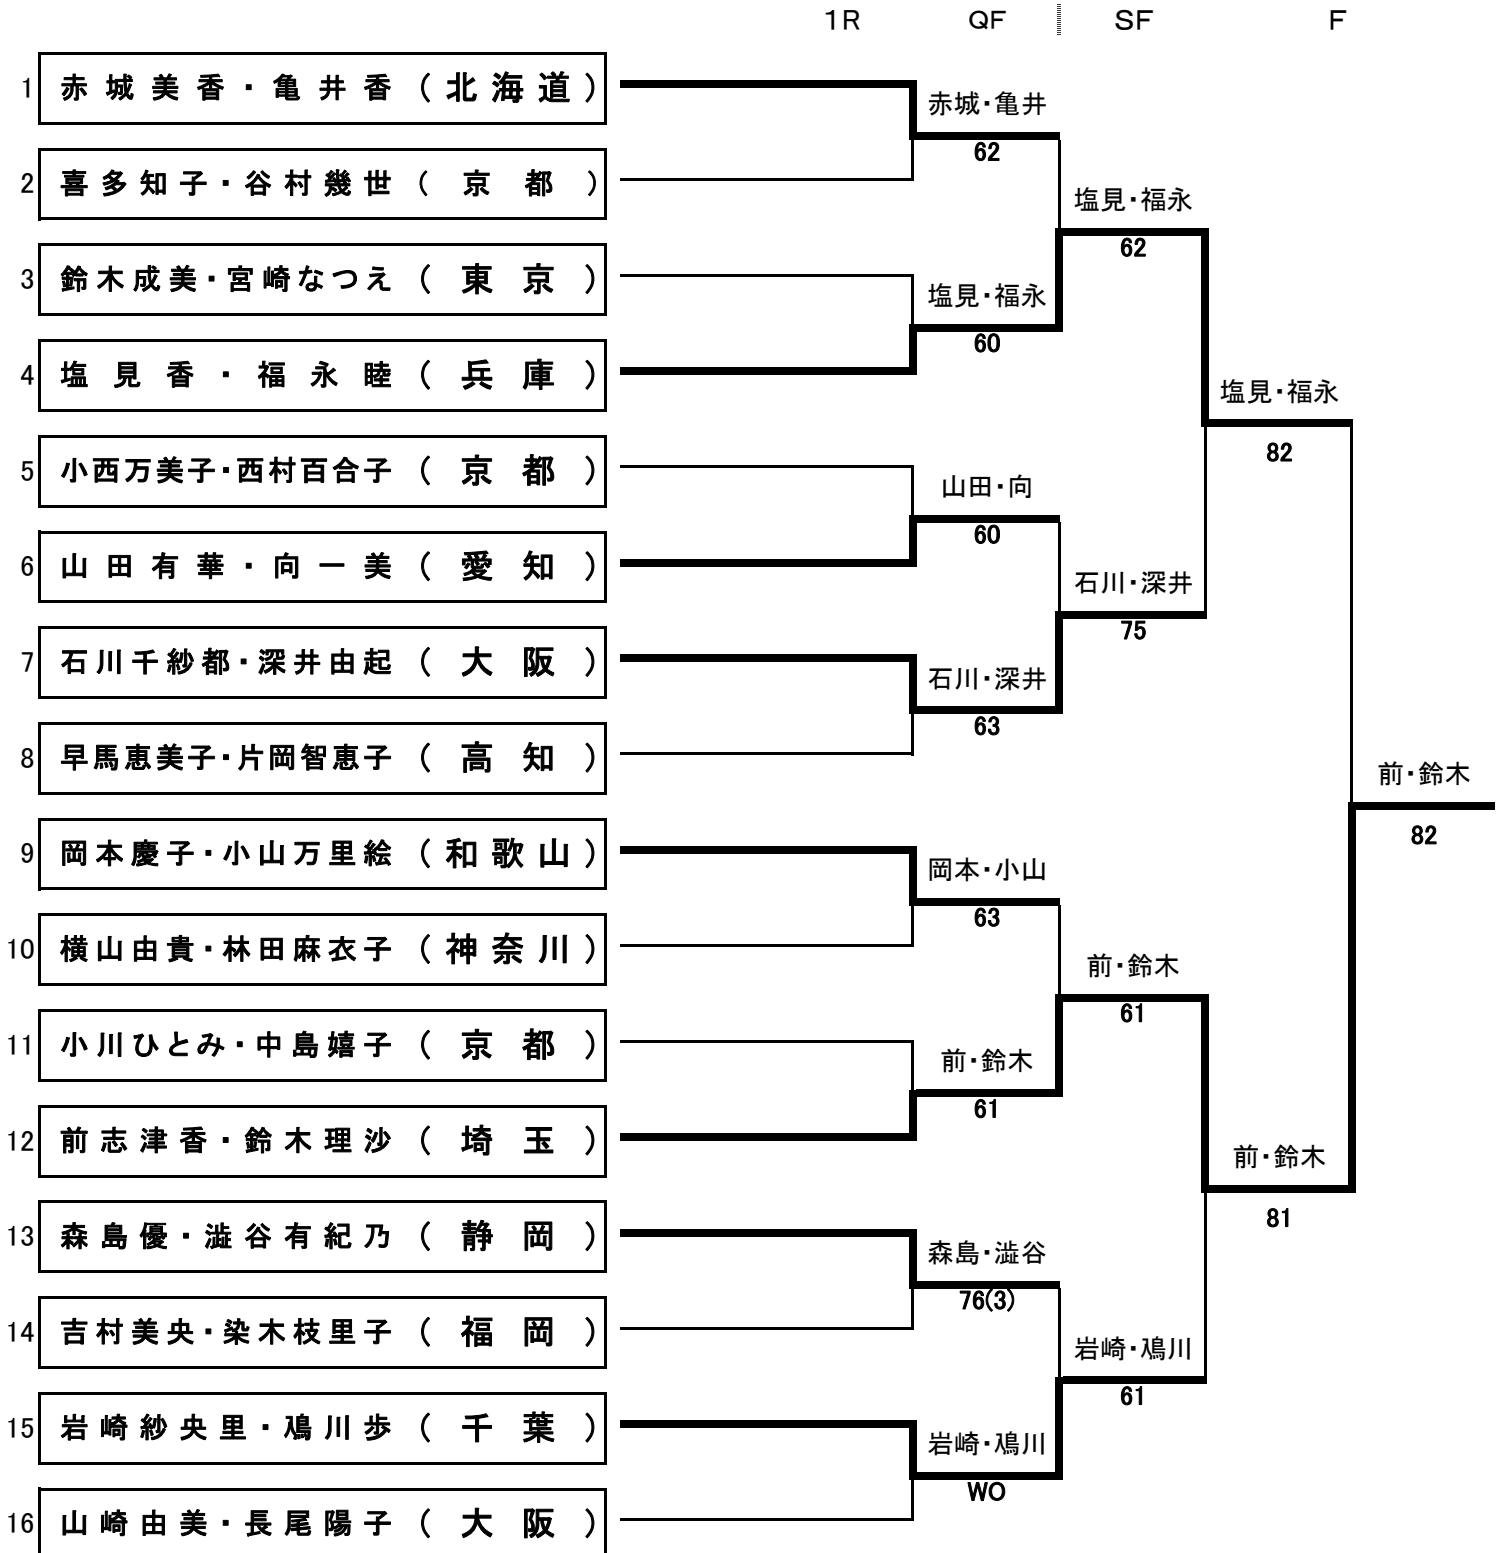 1R QF SF F
1 赤城美香・亀井香（北海道）
赤城・亀井
62
2 喜多知子・谷村幾世（京都）
塩見・福永
62
3 鈴木成美・宮崎なつえ（東京）
塩見・福永
60
4 塩見香・福永睦（兵庫）
塩見・福永
82
5 小西万美子・西村百合子（京都）
山田・向
60
6 山田有華・向一美（愛知）
石川・深井
75
7 石川千紗都・深井由起（大阪）
石川・深井
63
8 早馬恵美子・片岡智恵子（高知）
前・鈴木
82
9 岡本慶子・小山万里絵（和歌山）
岡本・小山
63
10 横山由貴・林田麻衣子（神奈川）
前・鈴木
61
11 小川ひとみ・中島嬉子（京都）
前・鈴木
61
12 前志津香・鈴木理沙（埼玉）
前・鈴木
81
13 森島優・澁谷有紀乃（静岡）
森島・澁谷
76(3)
14 吉村美央・染木枝里子（福岡）
岩崎・鳰川
61
15 岩崎紗央里・鳰川歩（千葉）
岩崎・鳰川
WO
16 山崎由美・長尾陽子（大阪）